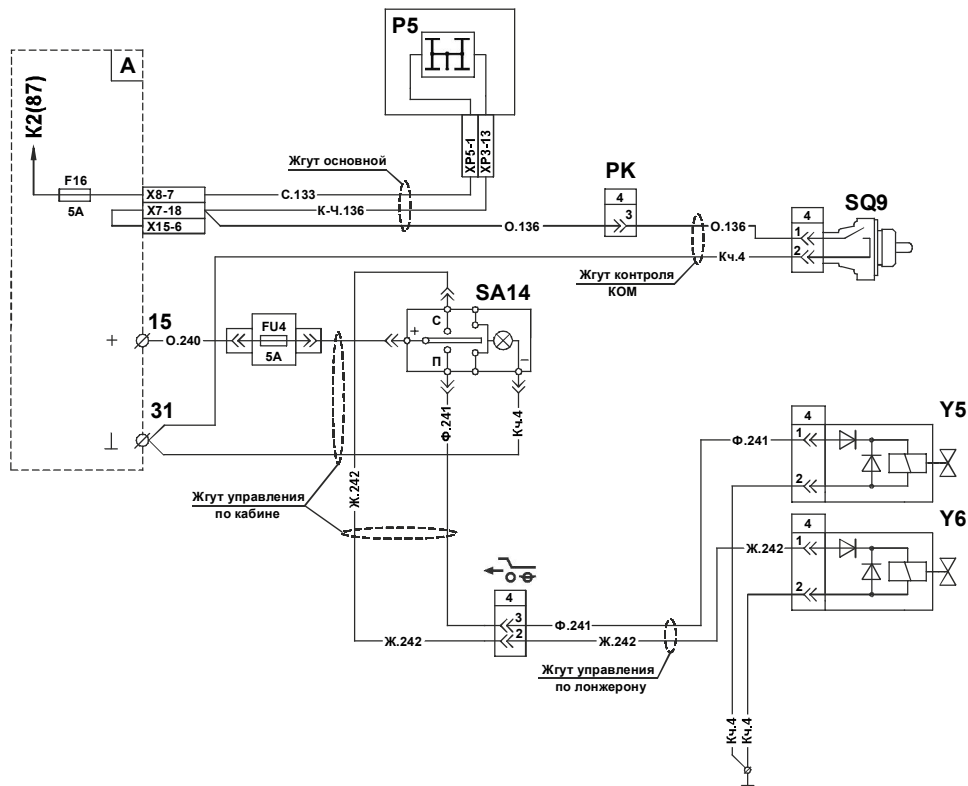 P5
A
К2(87)
XP5-1
XP3-13
Жгут основной
F16
5A
X8-7
X7-18
X15-6
С.133
К-Ч.136
О.136
PK
4
3
О.136
SQ9
4
1
2
Кч.4
Жгут контроля
КОМ
SA14
15
+
О.240
FU4
5A
+
С
П
–
31
Ф.241
Кч.4
Ж.242
Жгут управления
по кабине
Y5
4
1
2
Ф.241
Y6
4
1
2
Ж.242
4
3
2
Ф.241
Ж.242
Ж.242
Жгут управления
по лонжерону
Кч.4
Кч.4